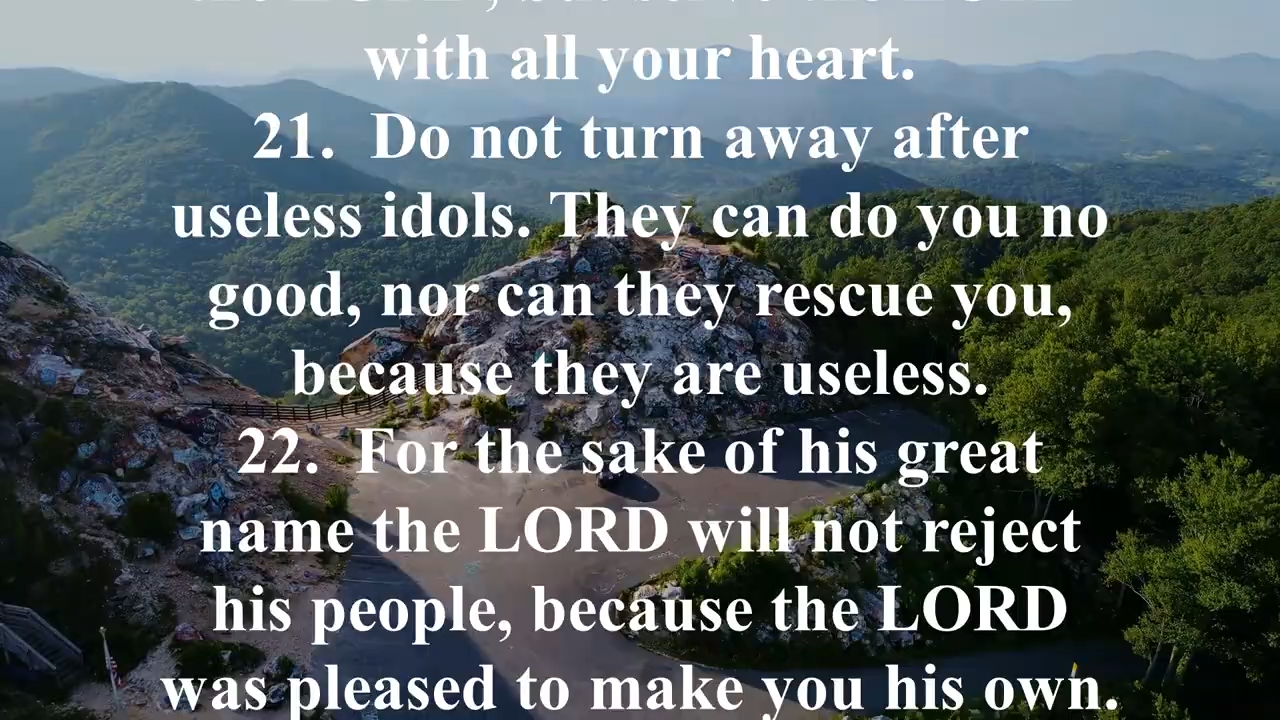 with all your heart.
21. Do not turn away after
useless idols. They can do you no
good, nor can they rescue you,
because they are useless.
22. For the sake of his great
name the LORD will not reject
his people, because the LORD
was pleased to make you his own.